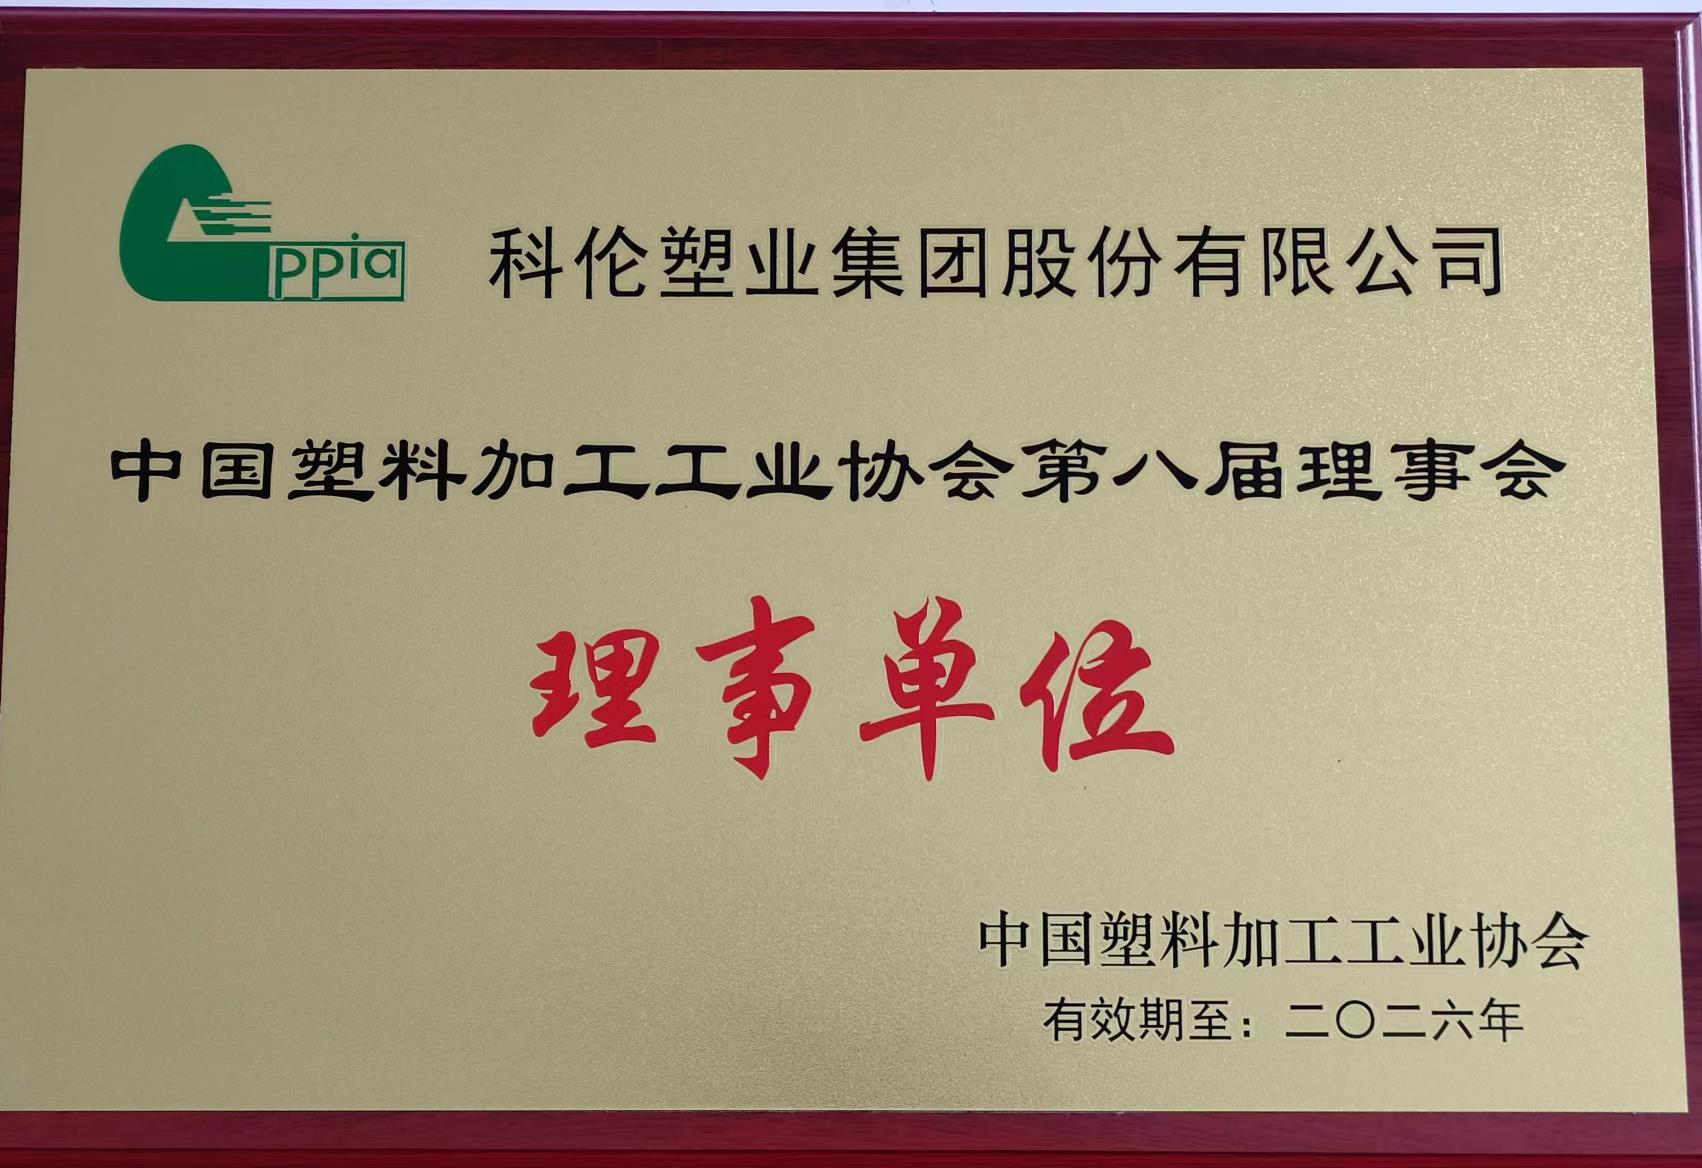 ppia
科伦塑业集团股份有限公司
中国塑料加工工业协会第八届理事会
理事单位
中国塑料加工工业协会
有效期至：二〇二六年